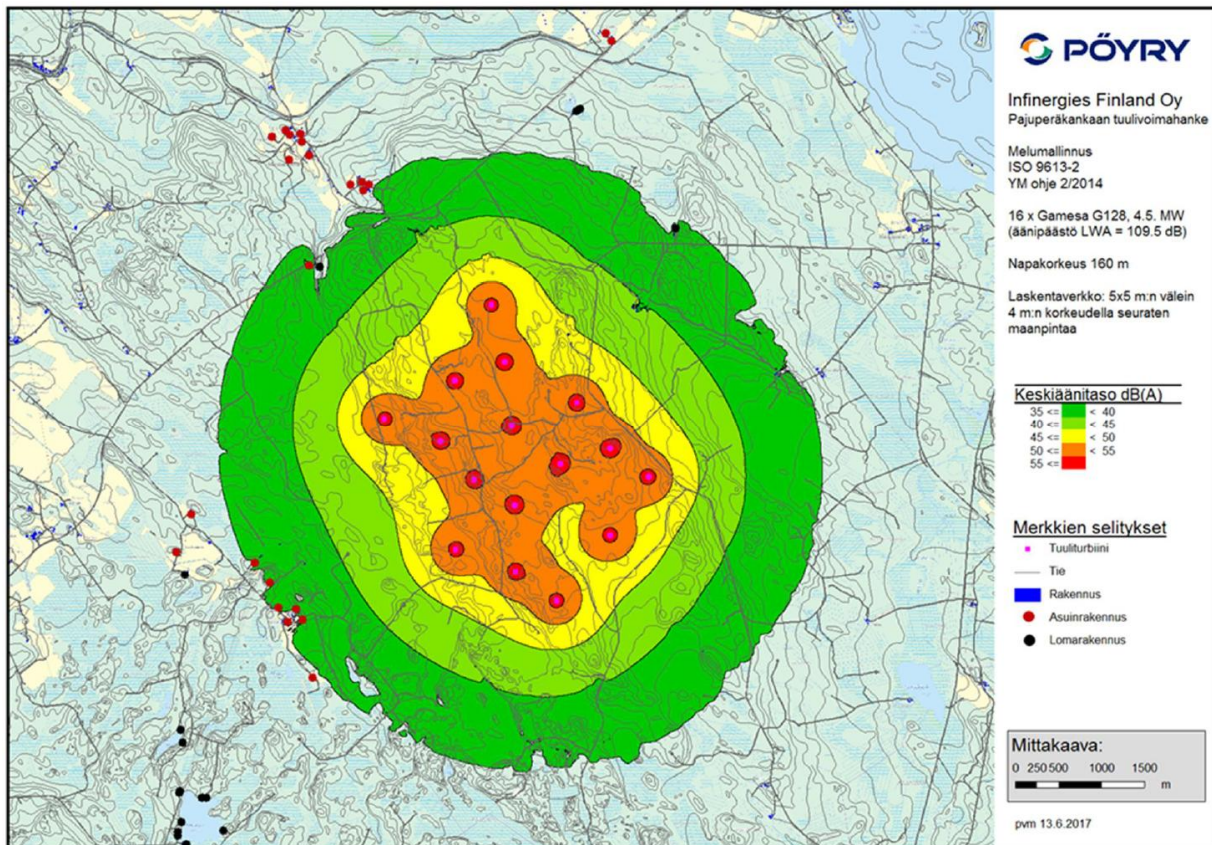 PÖYRY
Infinergies Finland Oy
Pajuperäkankaan tuulivoimahanke
Melumallinnus
ISO 9613-2
YM ohje 2/2014
16 x Gamesa G128, 4.5. MW
(äänipäästö LWA = 109.5 dB)
Napakorkeus 160 m
Laskentaverkko: 5x5 m:n välein
4 m:n korkeudella seuraten
maanpintaa
Keskiäänitaso dB(A)
35 <= < 40
40 <= < 45
45 <= < 50
50 <= < 55
55 <=
Merkkien selitykset
Tuuliturbiini
Tie
Rakennus
Asuinrakennus
Lomarakennus
Mittakaava:
0 250 500 1000 1500
m
pvm 13.6.2017